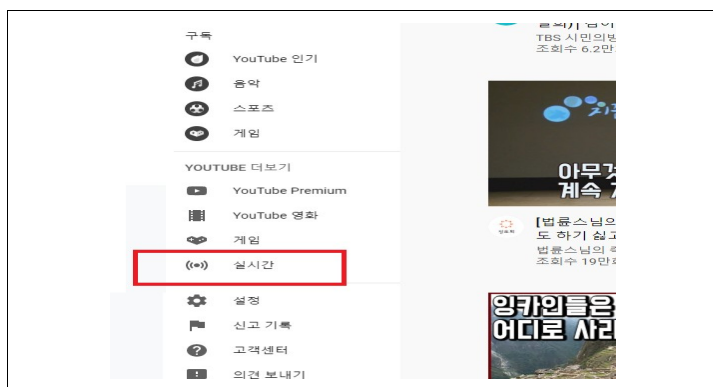 구독
YouTube 인기
음악
스포츠
게임
YOUTUBE 더보기
YouTube Premium
YouTube 영화
게임
실시간
설정
신고 기록
고객센터
의견 보내기
TBS 시민의방
조회수 6.2만
아무것
계속
[법륜스님의
도 하기 싫고
법륜스님의
조회수 19만회
잉카인들은
어디로 사라